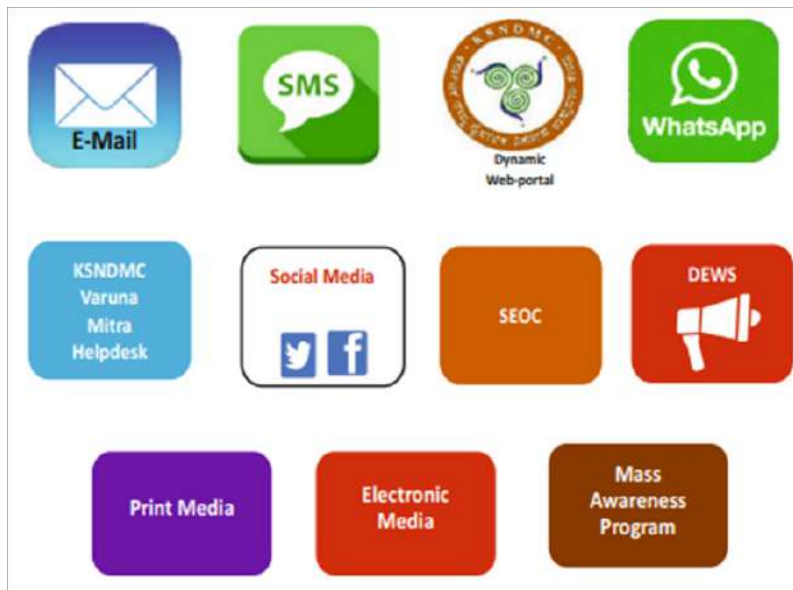 E-Mail
SMS
KSNDMC
Dynamic
Web-portal
WhatsApp
KSNDMC
Varuna
Mitra
Helpdesk
Social Media
SEOC
DEWS
Print Media
Electronic
Media
Mass
Awareness
Program